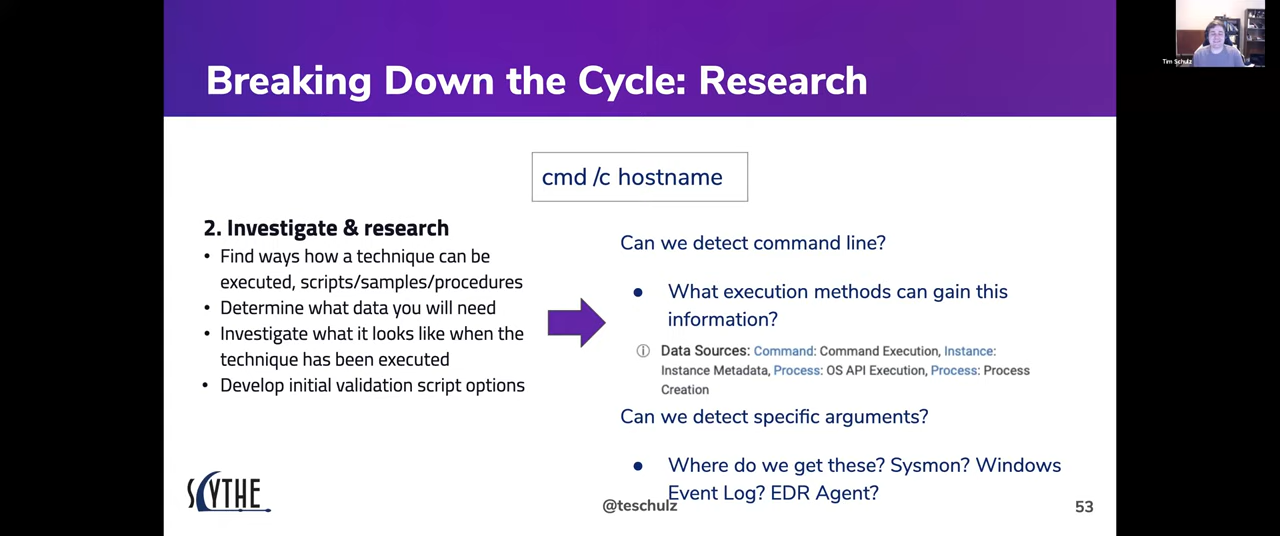 Breaking Down the Cycle: Research
Tim Schulz
cmd /c hostname
2. Investigate & research
• Find ways how a technique can be
executed, scripts/samples/procedures
• Determine what data you will need
• Investigate what it looks like when the
technique has been executed
• Develop initial validation script options
Can we detect command line?
● What execution methods can gain this
information?
Data Sources: Command: Command Execution, Instance:
Instance Metadata, Process: OS API Execution, Process: Process
Creation
Can we detect specific arguments?
● Where do we get these? Sysmon? Windows
Event Log? EDR Agent?
SCYTHE
@teschulz
53